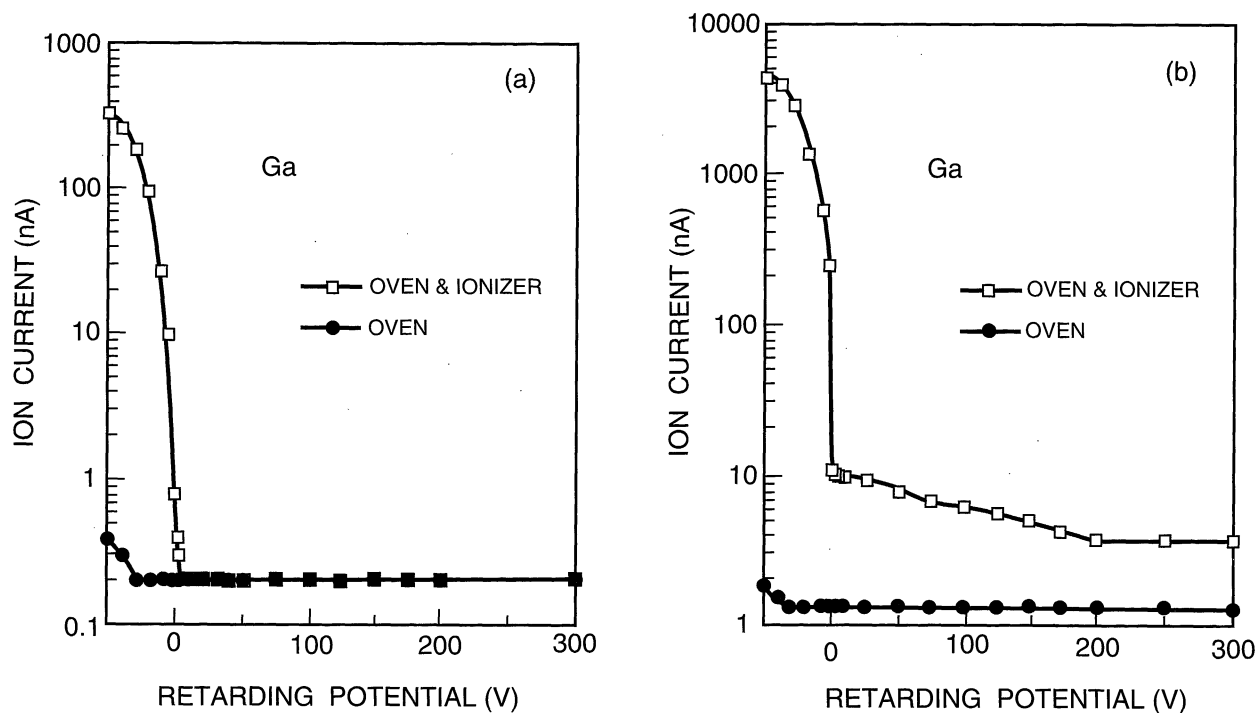 1000
100
10
1
0.1
ION CURRENT (nA)
(a)
Ga
OVEN & IONIZER
OVEN
0
100
200
300
RETARDING POTENTIAL (V)
10000
1000
100
10
1
ION CURRENT (nA)
(b)
Ga
OVEN & IONIZER
OVEN
0
100
200
300
RETARDING POTENTIAL (V)